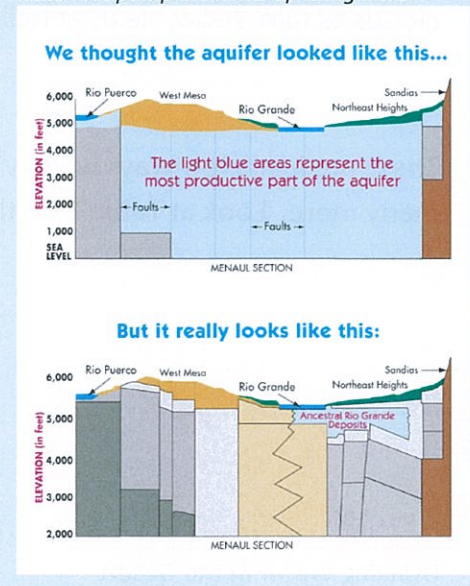 We thought the aquifer looked like this...
Rio Puerco
West Mesa
Rio Grande
Sandias
Northeast Heights
ELEVATION (in feet)
6,000
5,000
4,000
3,000
2,000
1,000
SEA
LEVEL
The light blue areas represent the
most productive part of the aquifer
Faults
Faults
MENAUL SECTION
But it really looks like this:
Rio Puerco
West Mesa
Rio Grande
Sandias
Northeast Heights
Ancestral Rio Grande
Deposits
ELEVATION (in feet)
6,000
5,000
4,000
3,000
2,000
MENAUL SECTION